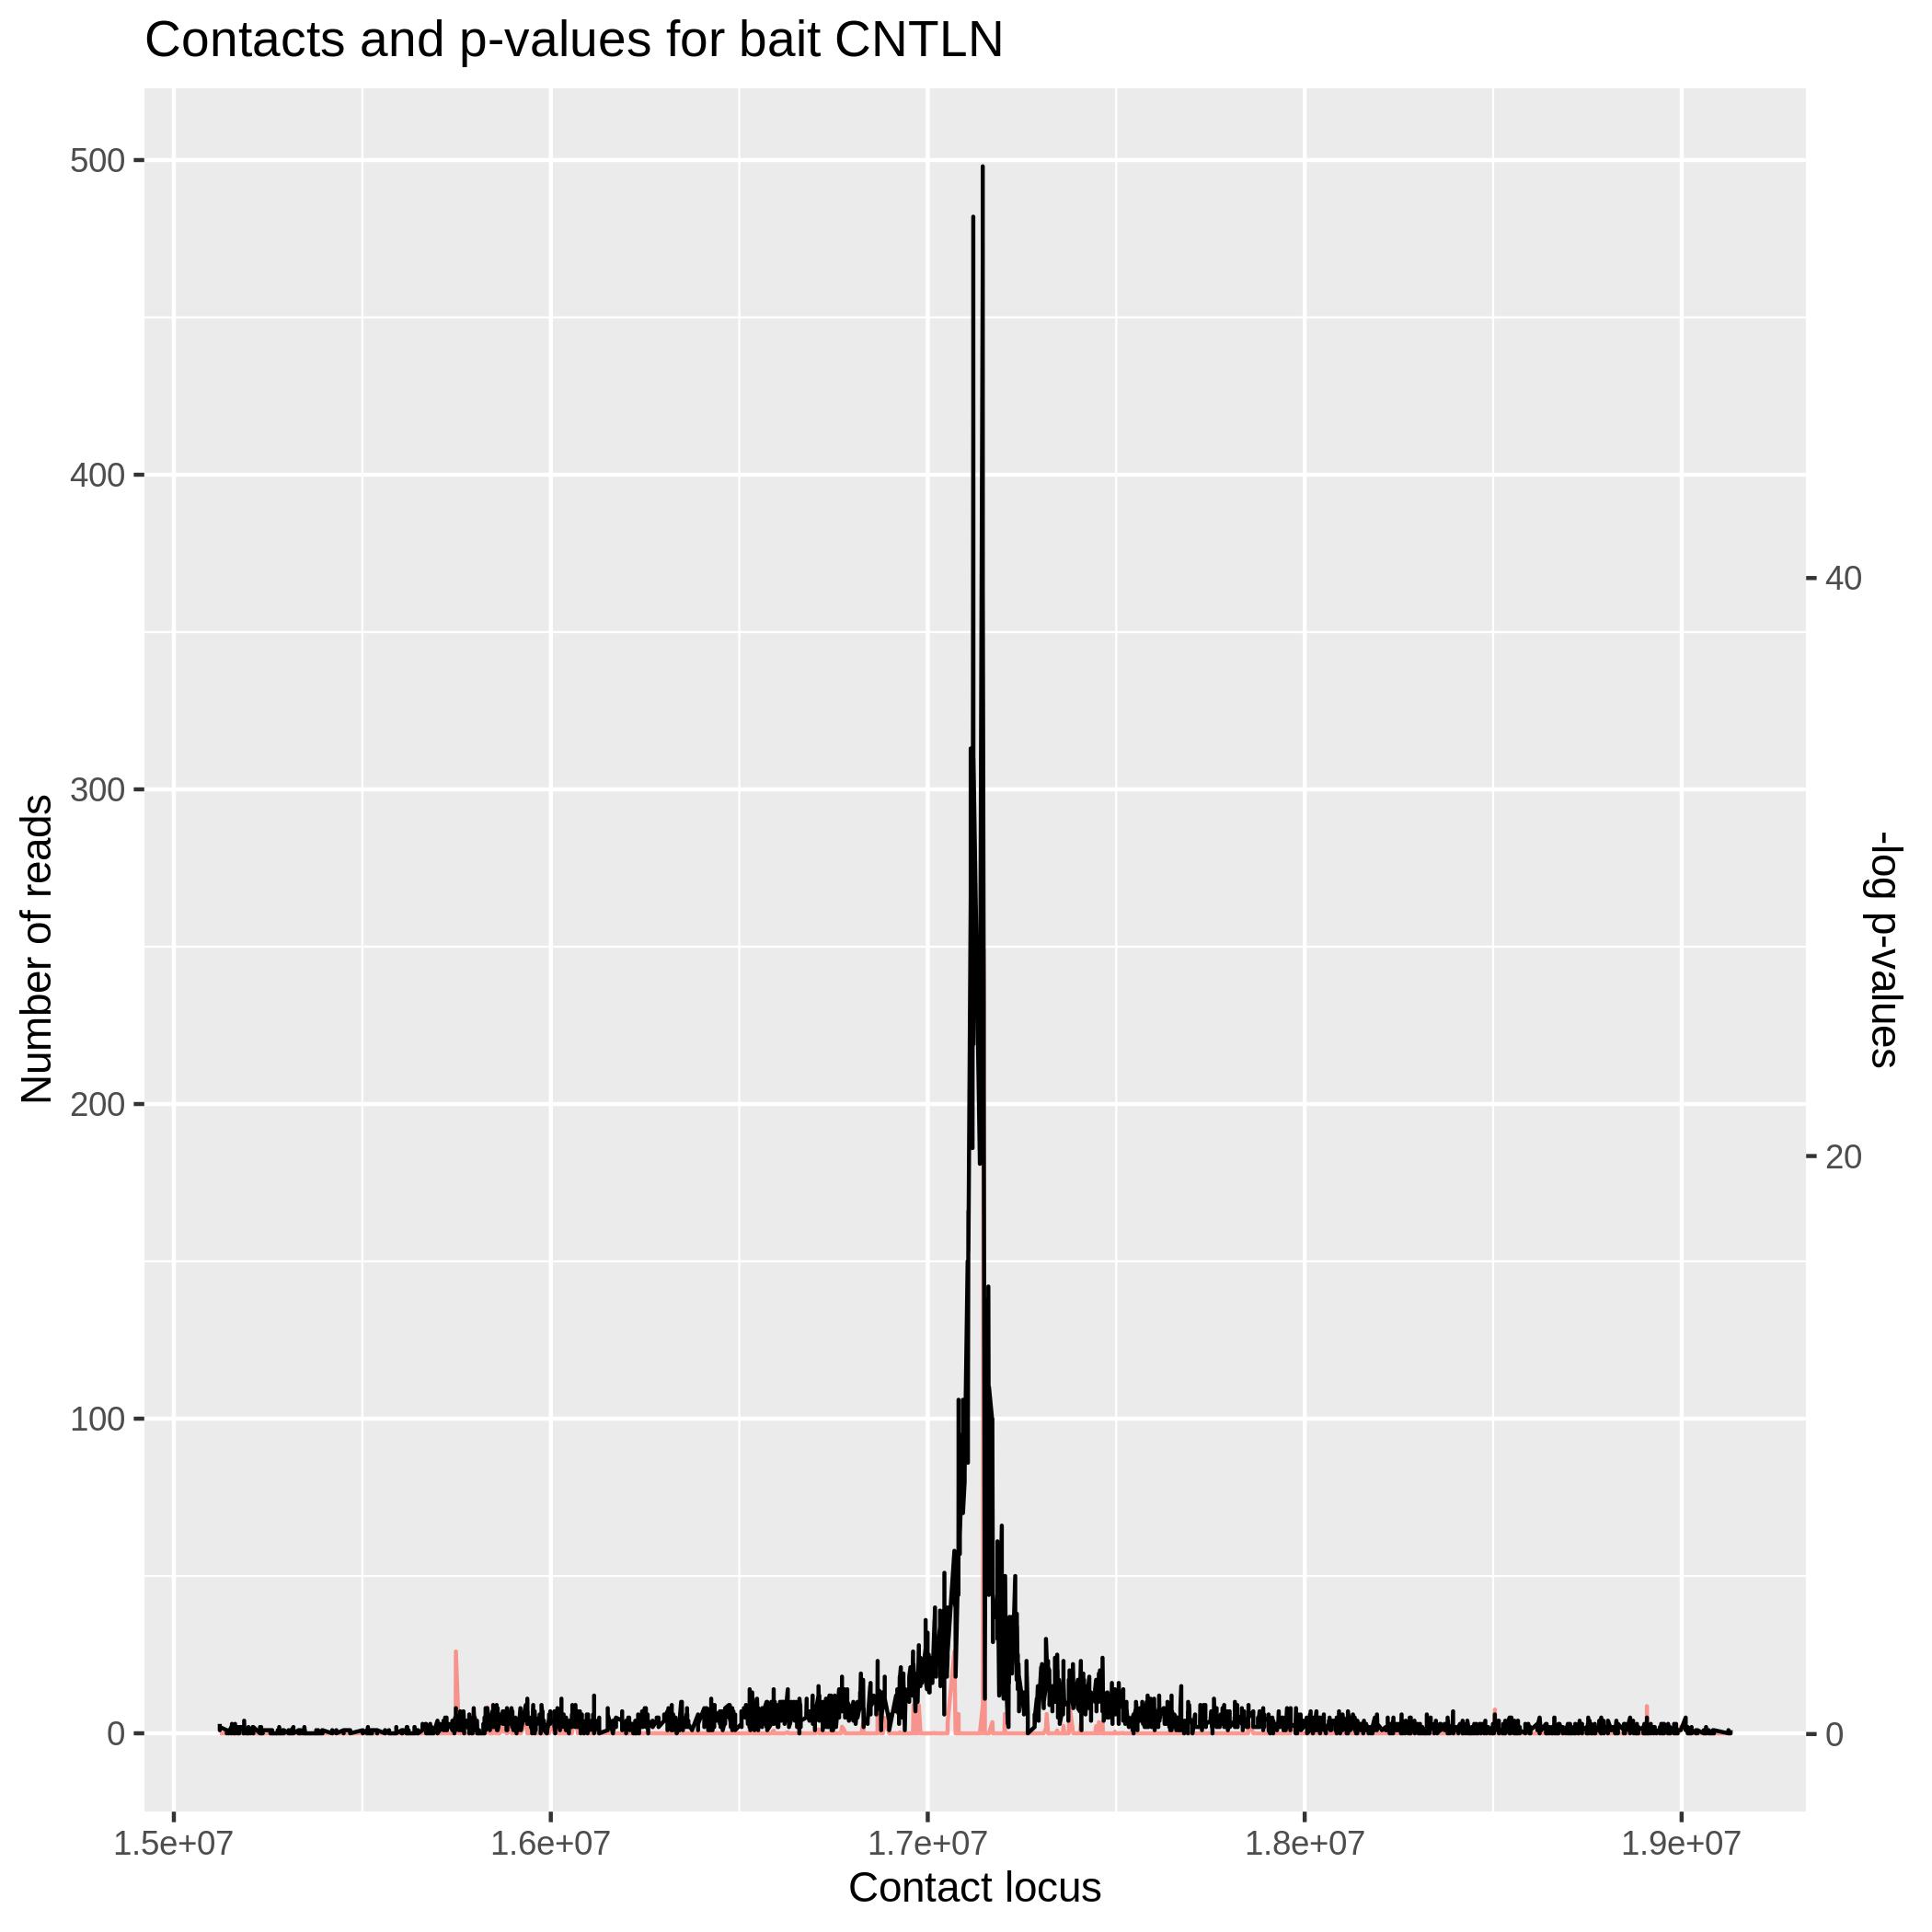 Contacts and p-values for bait CNTLN
500
400
300
200
100
0
Number of reads
40
20
0
-log p-values
1.5e+07
1.6e+07
1.7e+07
1.8e+07
1.9e+07
Contact locus